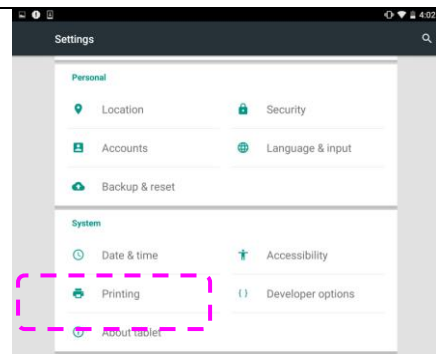 4:02
Settings
Personal
Location
Security
Accounts
Language & input
Backup & reset
System
Date & time
Accessibility
Printing
{ } Developer options
About tablet